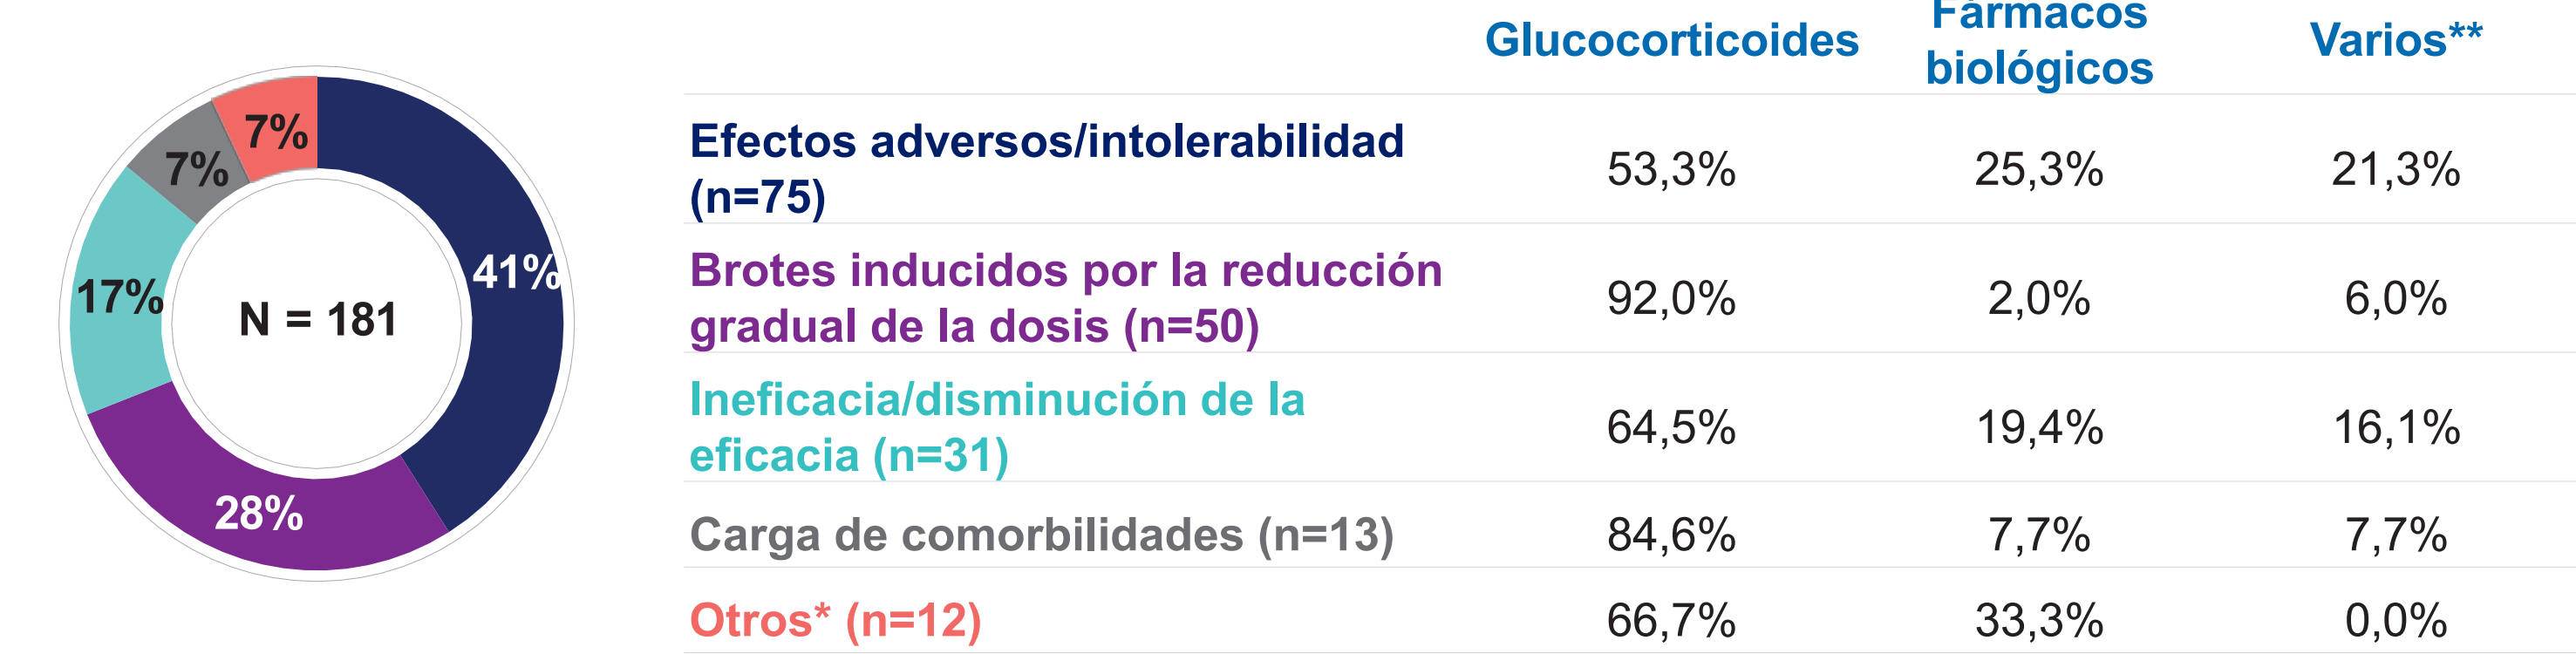 7%
7%
17%
41%
28%
N = 181
Glucocorticoides
Fármacos
biológicos
Varios**
Efectos adversos/intolerabilidad
(n=75)
53,3%
25,3%
21,3%
Brotes inducidos por la reducción
gradual de la dosis (n=50)
92,0%
2,0%
6,0%
Ineficacia/disminución de la
eficacia (n=31)
64,5%
19,4%
16,1%
Carga de comorbilidades (n=13)
84,6%
7,7%
7,7%
Otros* (n=12)
66,7%
33,3%
0,0%